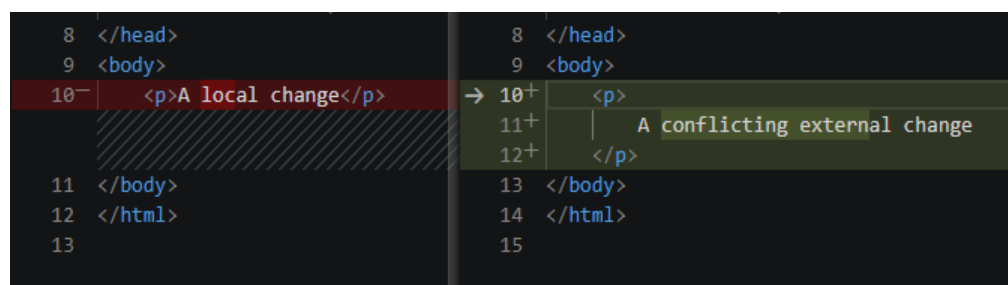 8 </head>
9 <body>
10− <p>A local change</p>
11 </body>
12 </html>
13
8 </head>
9 <body>
→ 10+ <p>
11+ A conflicting external change
12+ </p>
13 </body>
14 </html>
15